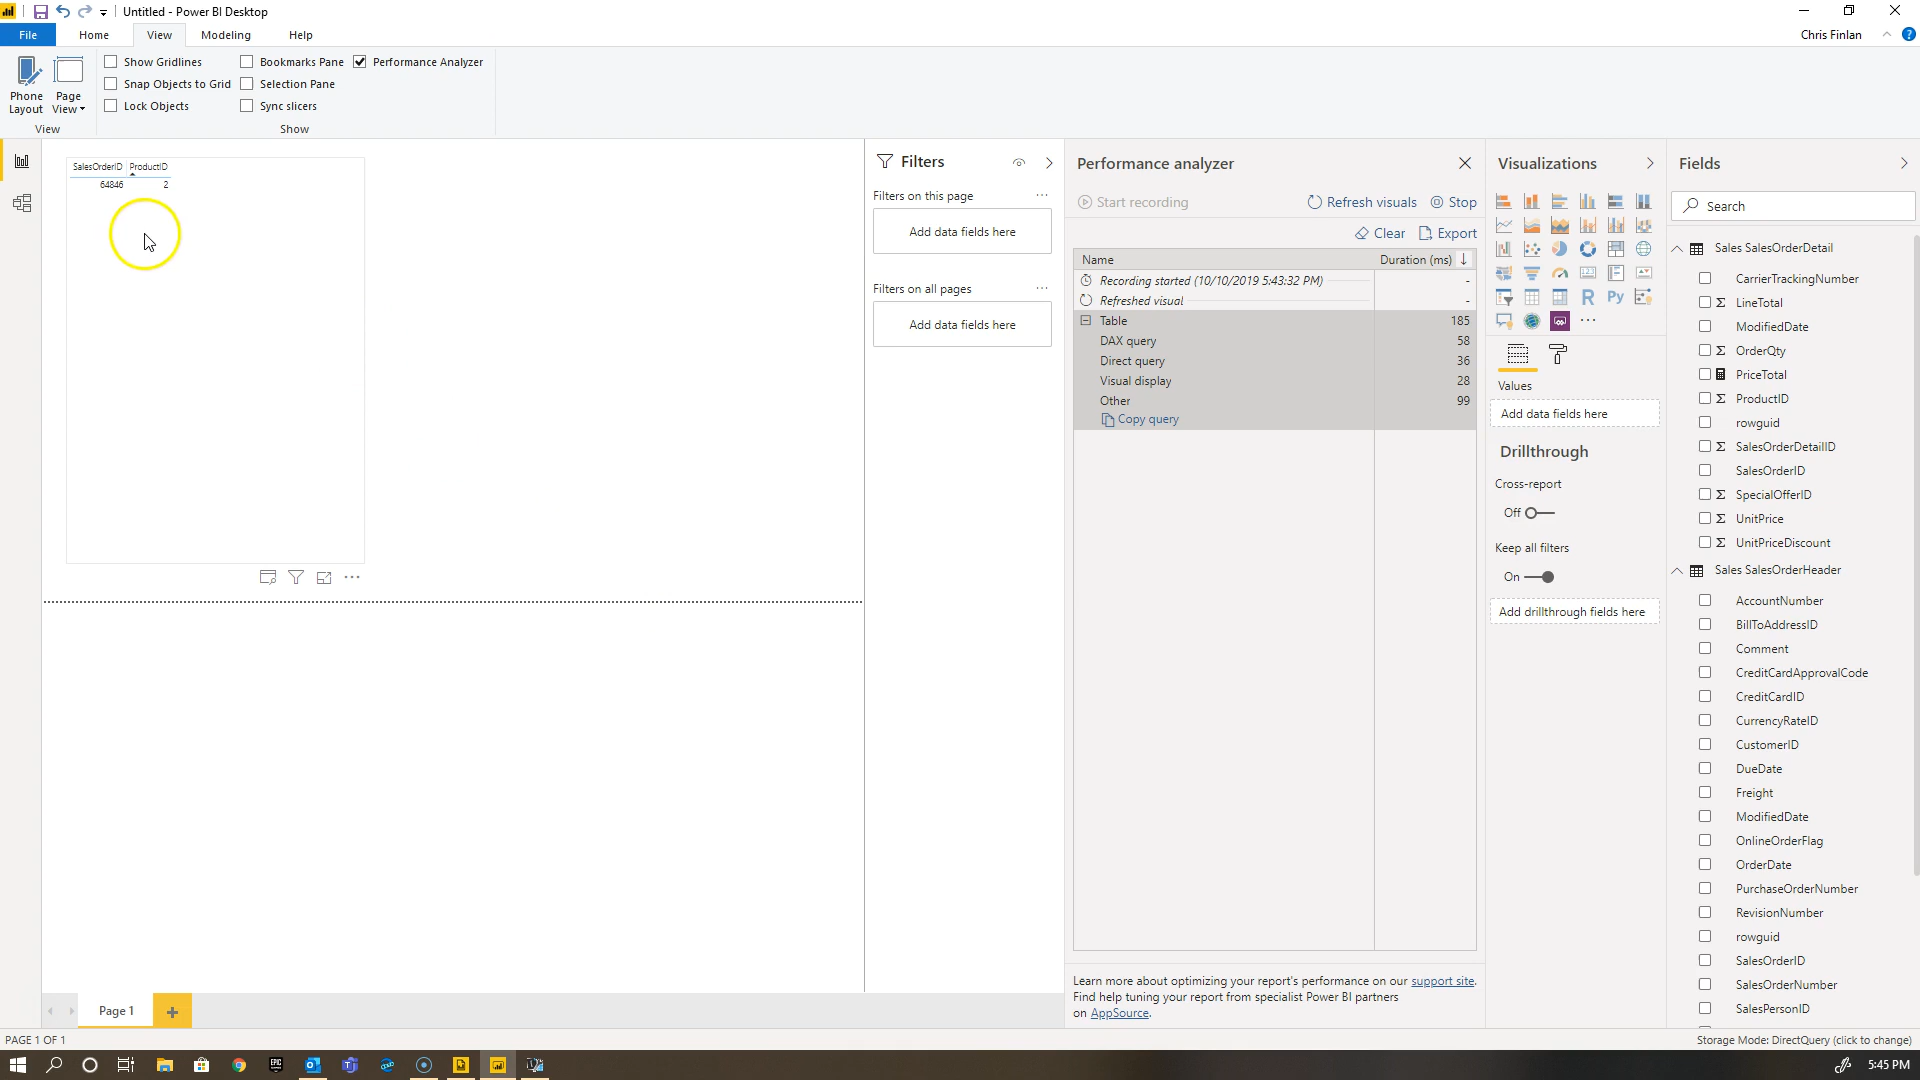 Untitled - Power BI Desktop
File Home View Modeling Help
Chris Finlan
Phone Layout
Page View
Show Gridlines
Snap Objects to Grid
Lock Objects
Bookmarks Pane
Selection Pane
Sync slicers
Performance Analyzer
View
Show
SalesOrderID ProductID
64846 2
Filters
Filters on this page
Add data fields here
Filters on all pages
Add data fields here
Performance analyzer
Start recording Refresh visuals Stop
Clear Export
Name Duration (ms)
Recording started (10/10/2019 5:43:32 PM) -
Refreshed visual -
Table 185
DAX query 58
Direct query 36
Visual display 28
Other 99
Copy query
Learn more about optimizing your report's performance on our support site.
Find help tuning your report from specialist Power BI partners
on AppSource.
Visualizations
R
Py
Values
Add data fields here
Drillthrough
Cross-report
Off
Keep all filters
On
Add drillthrough fields here
Fields
Search
Sales SalesOrderDetail
CarrierTrackingNumber
Σ LineTotal
ModifiedDate
Σ OrderQty
PriceTotal
Σ ProductID
rowguid
Σ SalesOrderDetailID
SalesOrderID
Σ SpecialOfferID
Σ UnitPrice
Σ UnitPriceDiscount
Sales SalesOrderHeader
AccountNumber
BillToAddressID
Comment
CreditCardApprovalCode
CreditCardID
CurrencyRateID
CustomerID
DueDate
Freight
ModifiedDate
OnlineOrderFlag
OrderDate
PurchaseOrderNumber
RevisionNumber
rowguid
SalesOrderID
SalesOrderNumber
SalesPersonID
Page 1
PAGE 1 OF 1
Storage Mode: DirectQuery (click to change)
5:45 PM